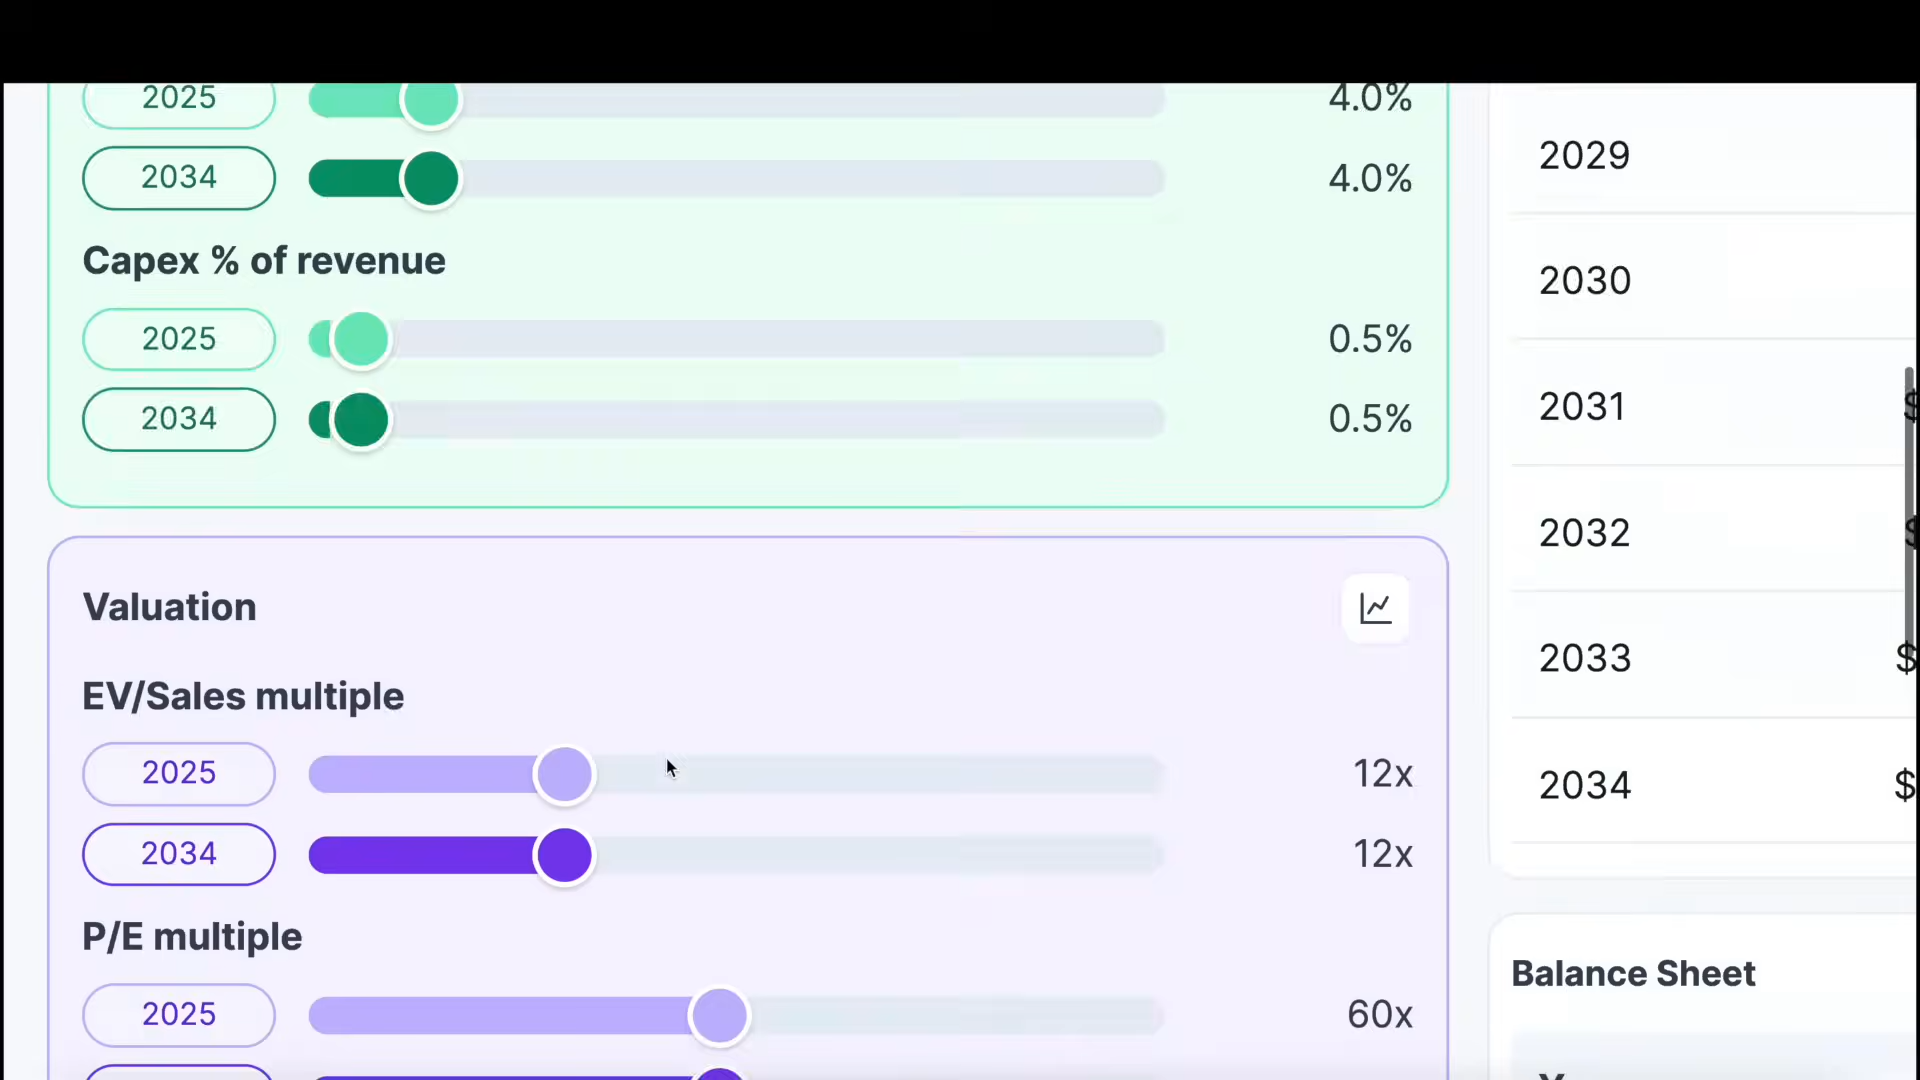 2025 4.0%
2034 4.0%
Capex % of revenue
2025 0.5%
2034 0.5%
Valuation
EV/Sales multiple
2025 12x
2034 12x
P/E multiple
2025 60x
2029
2030
2031 $
2032 $
2033 $
2034 $
Balance Sheet